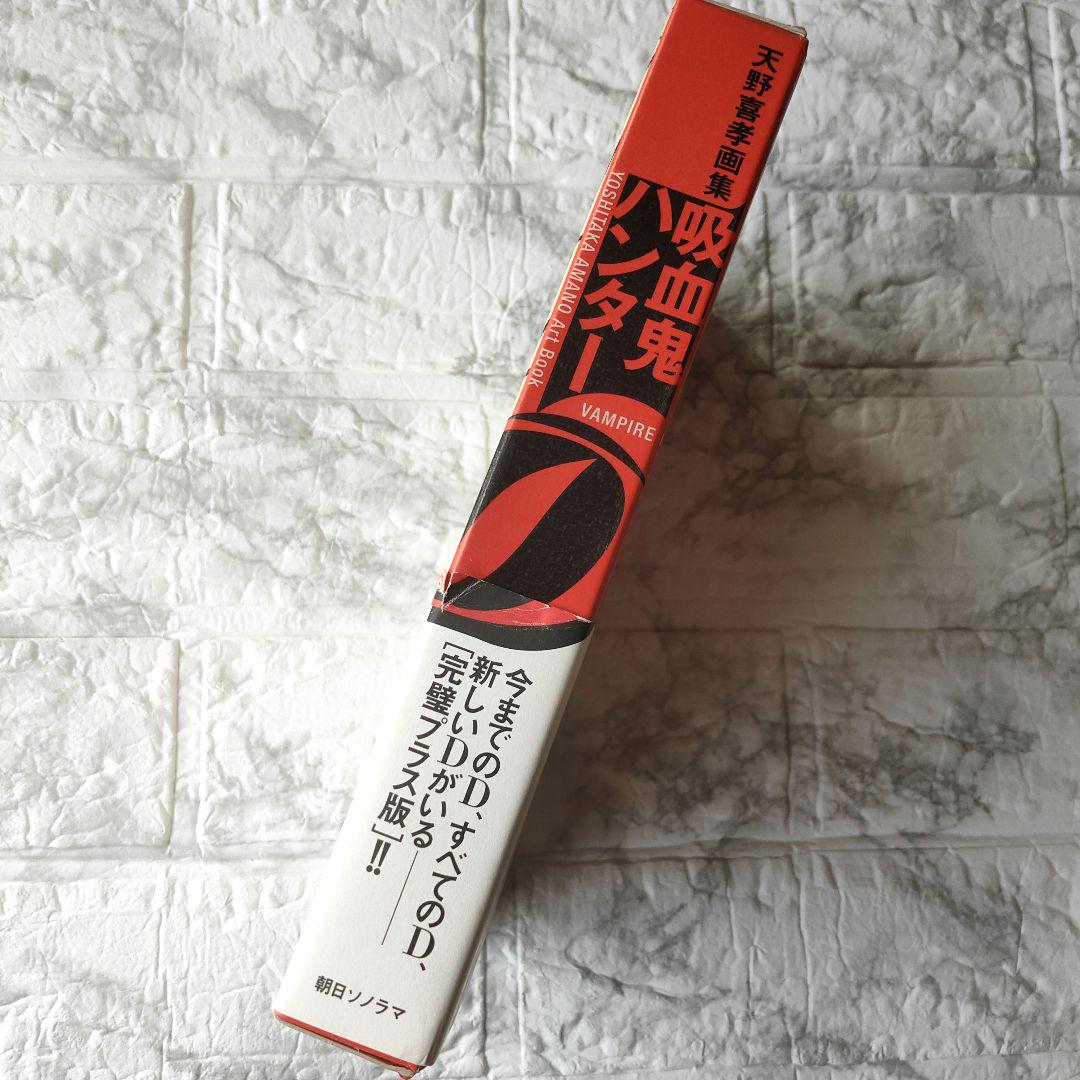 天野喜孝画集
吸血鬼
ハンター
YOSHITAKA AMANO Art Book
VAMPIRE
D
今までのD、すべてのD、
新しいDがいる――
［完璧プラス版］!!
朝日ソノラマ